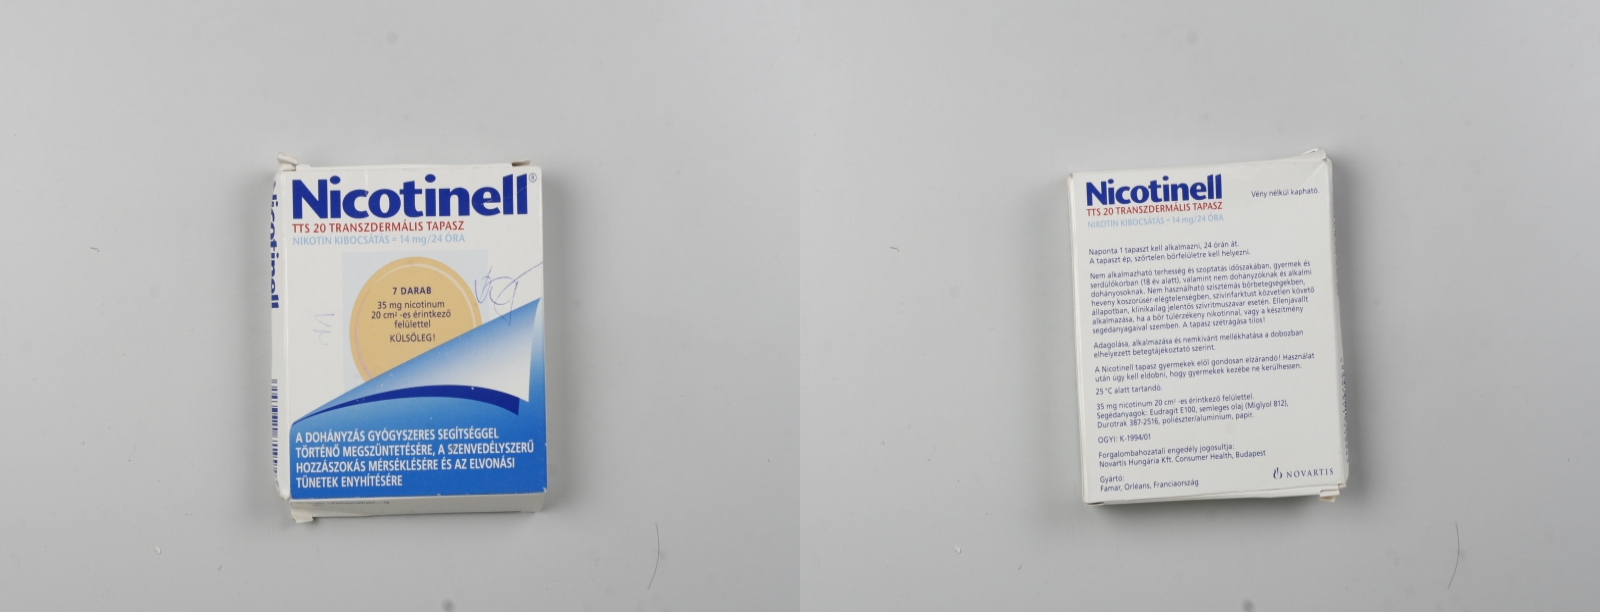 Nicotinell®
TTS 20 TRANSZDERMÁLIS TAPASZ
NIKOTIN KIBOCSÁTÁS = 14 mg/24 ÓRA
7 DARAB
35 mg nicotinum
20 cm² -es érintkező
felülettel
KÜLSŐLEG!
A DOHÁNYZÁS GYÓGYSZERES SEGÍTSÉGGEL
TÖRTÉNŐ MEGSZÜNTETÉSÉRE, A SZENVEDÉLYSZERŰ
HOZZÁSZOKÁS MÉRSÉKLÉSÉRE ÉS AZ ELVONÁSI
TÜNETEK ENYHÍTÉSÉRE
Nicotinell
Nicotinell
Vény nélkül kapható.
TTS 20 TRANSZDERMÁLIS TAPASZ
NIKOTIN KIBOCSÁTÁS = 14 mg/24 ÓRA
Naponta 1 tapaszt kell alkalmazni, 24 órán át.
A tapaszt ép, szőrtelen bőrfelületre kell helyezni.
Nem alkalmazható terhesség és szoptatás időszakában, gyermek és
serdülőkorban (18 év alatt), valamint nem dohányzóknak és alkalmi
dohányosoknak. Nem használható szisztémás bőrbetegségekben,
heveny koszorúsér-elégtelenségben, szívinfarktust közvetlen követő
állapotban, klinikailag jelentős szívritmuszavar esetén. Ellenjavallt
alkalmazása, ha a bőr túlérzékeny nikotinnal, vagy a készítmény
segédanyagaival szemben. A tapasz szétrágása tilos!
Adagolása, alkalmazása és nemkívánt mellékhatása a dobozban
elhelyezett betegtájékoztató szerint.
A Nicotinell tapasz gyermekek elől gondosan elzárandó! Használat
után úgy kell eldobni, hogy gyermekek kezébe ne kerülhessen.
25 °C alatt tartandó.
35 mg nicotinum 20 cm² -es érintkező felülettel.
Segédanyagok: Eudragit E100, semleges olaj (Miglyol 812),
Durotrak 387-2516, poliészter/aluminium, papír.
OGYI: K-1994/01
Forgalombahozatali engedély jogosultja:
Novartis Hungária Kft. Consumer Health, Budapest
Gyártó:
Famar, Orléans, Franciaország
NOVARTIS